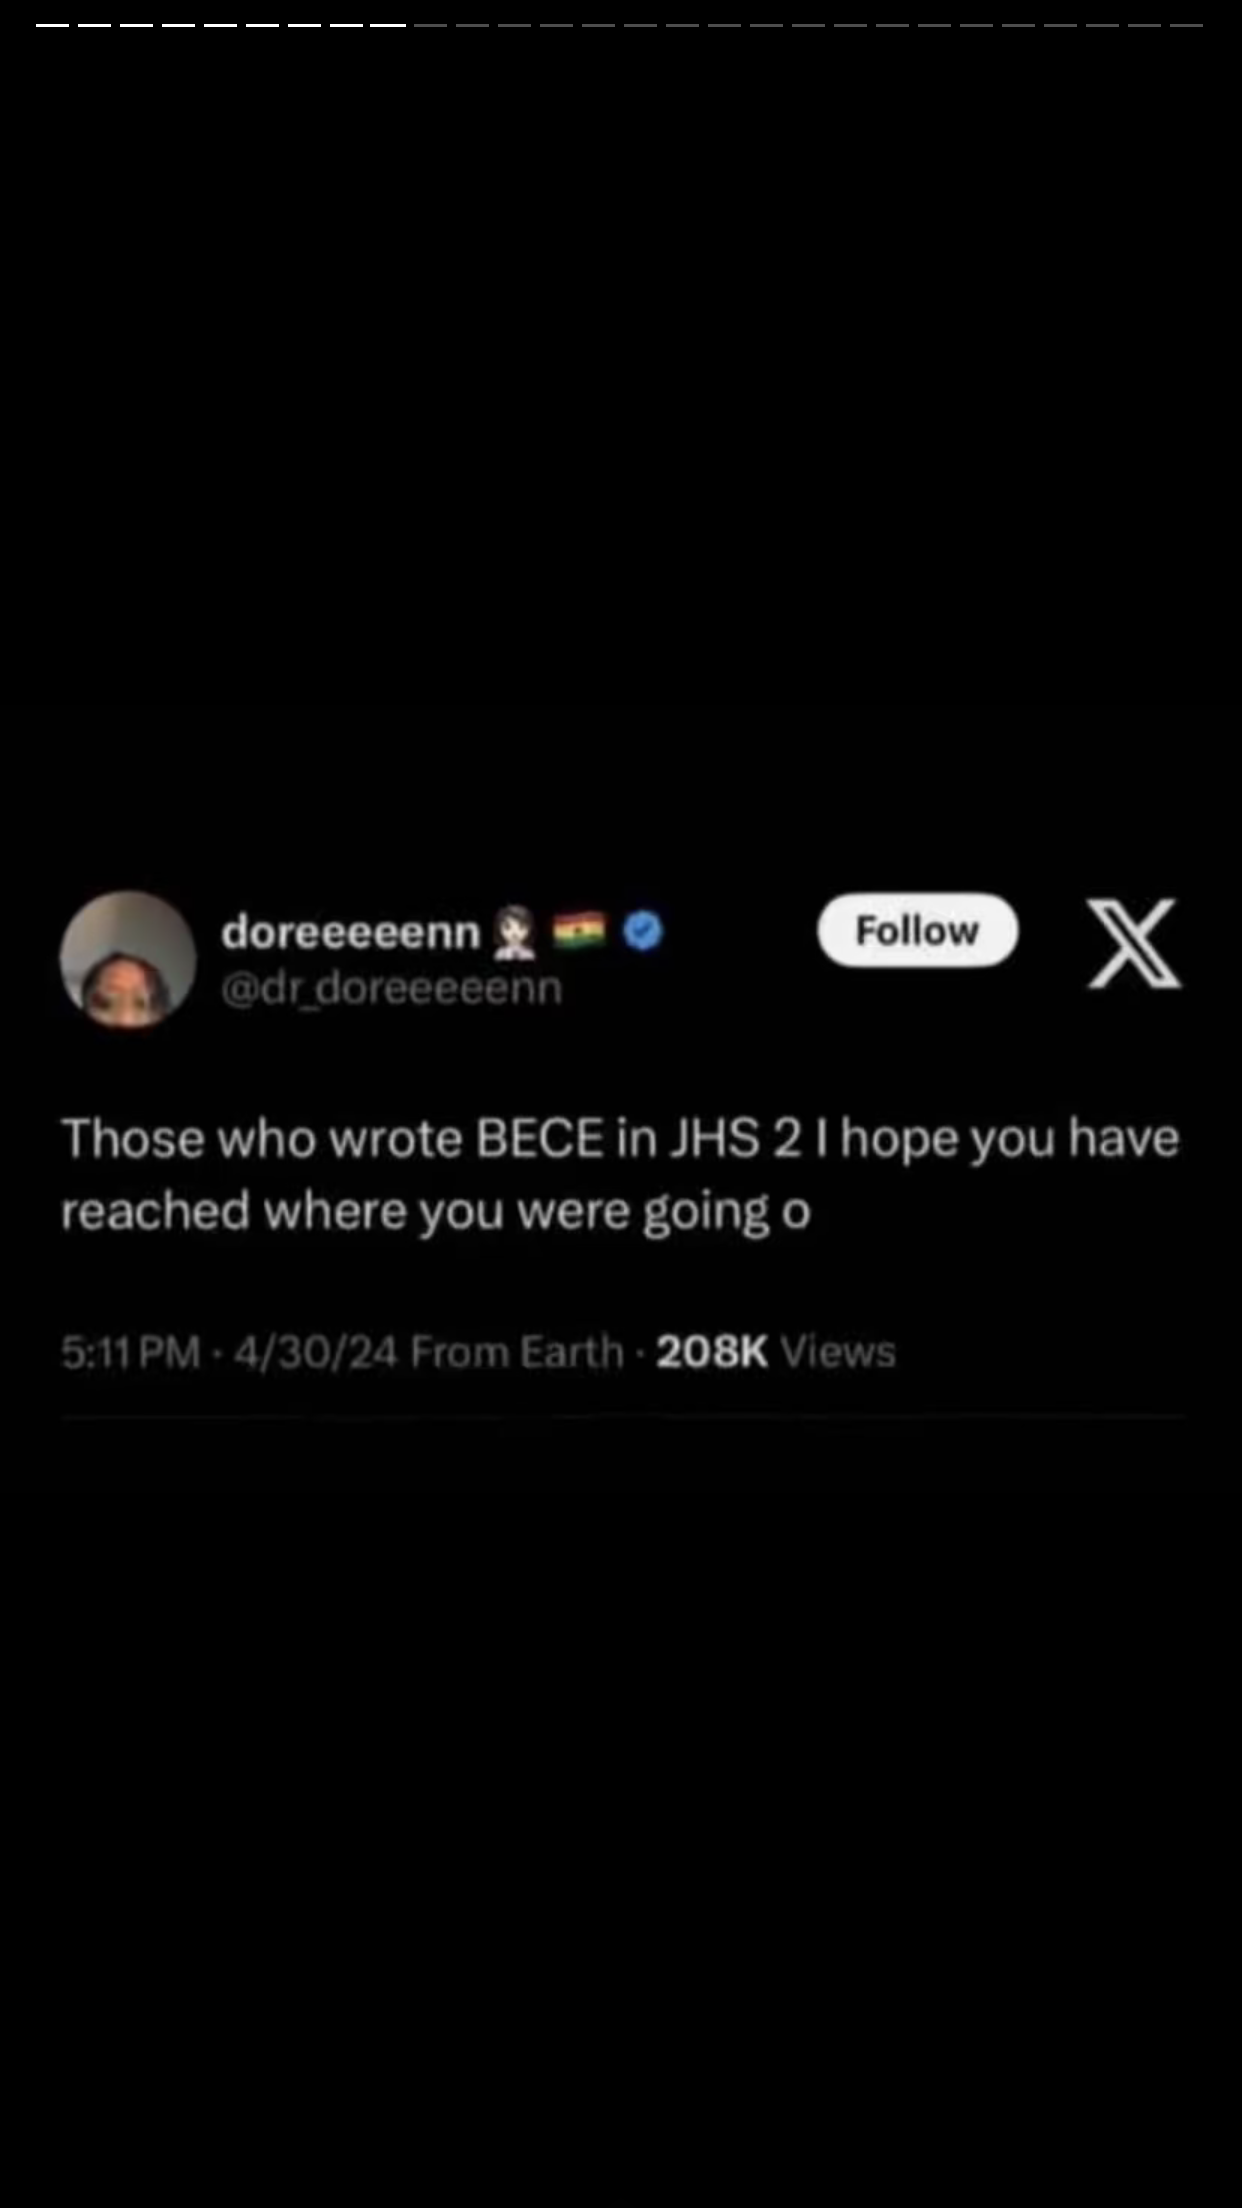 doreeeeenn
@dr_doreeeeenn
Follow
Those who wrote BECE in JHS 2 I hope you have
reached where you were going o
5:11 PM · 4/30/24 From Earth · 208K Views